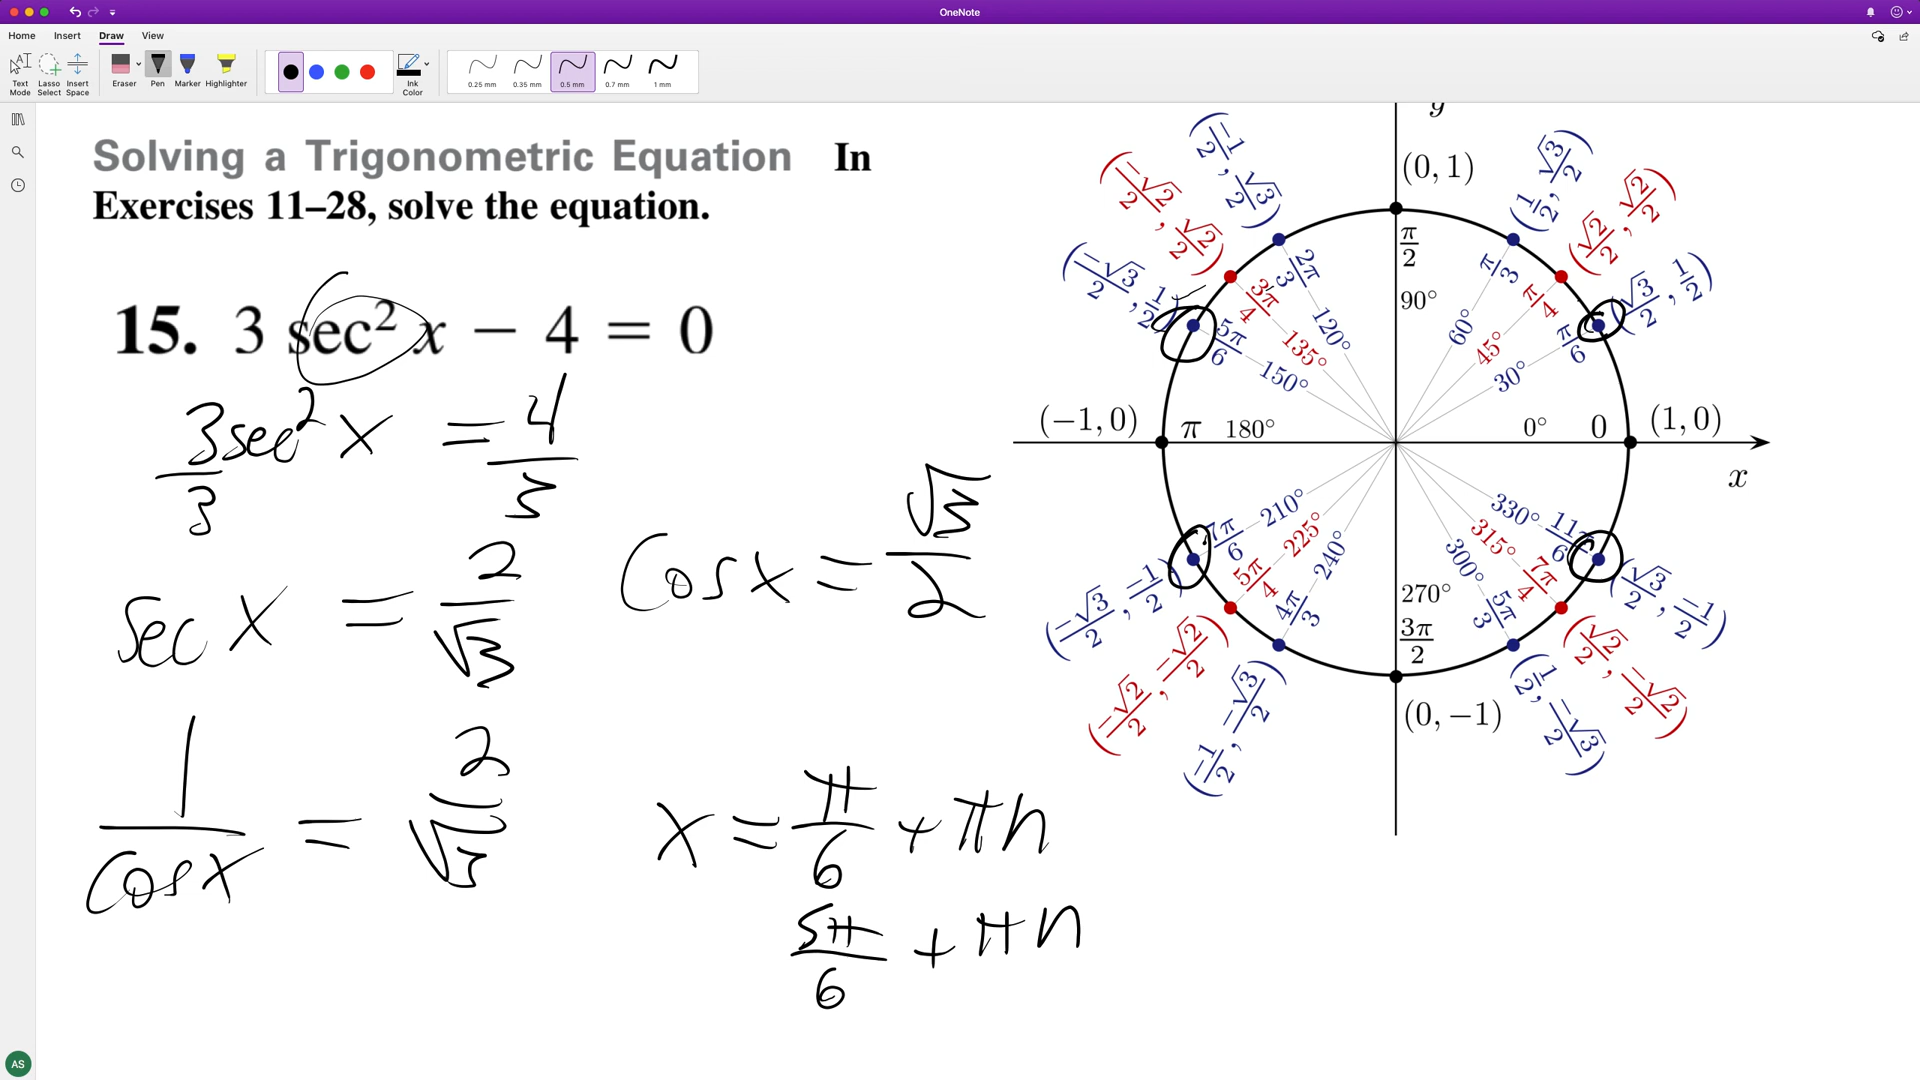 OneNote
Home Insert Draw View
Text Mode
Lasso Select
Insert Space
Eraser
Pen
Marker
Highlighter
Ink Color
0.25 mm
0.35 mm
0.5 mm
0.7 mm
1 mm
Solving a Trigonometric Equation In
Exercises 11–28, solve the equation.
15. 3 sec² x − 4 = 0
3sec²x/3 = 4/3
sec x = 2/√3
1/cos x = 2/√3
cos x = √3/2
x = π/6 + πn
5π/6 + πn
y
(0, 1)
π/2
90°
(1/2, √3/2)
π/3
60°
(√2/2, √2/2)
π/4
45°
(√3/2, 1/2)
π/6
30°
(−1/2, √3/2)
2π/3
120°
(−√2/2, √2/2)
3π/4
135°
(−√3/2, 1/2)
5π/6
150°
(−1, 0) π 180°
0° 0 (1, 0)
x
7π/6
210°
(−√3/2, −1/2)
5π/4
225°
(−√2/2, −√2/2)
4π/3
240°
(−1/2, −√3/2)
270°
3π/2
(0, −1)
300°
5π/3
(1/2, −√3/2)
315°
7π/4
(√2/2, −√2/2)
330°
11π/6
(√3/2, −1/2)
AS